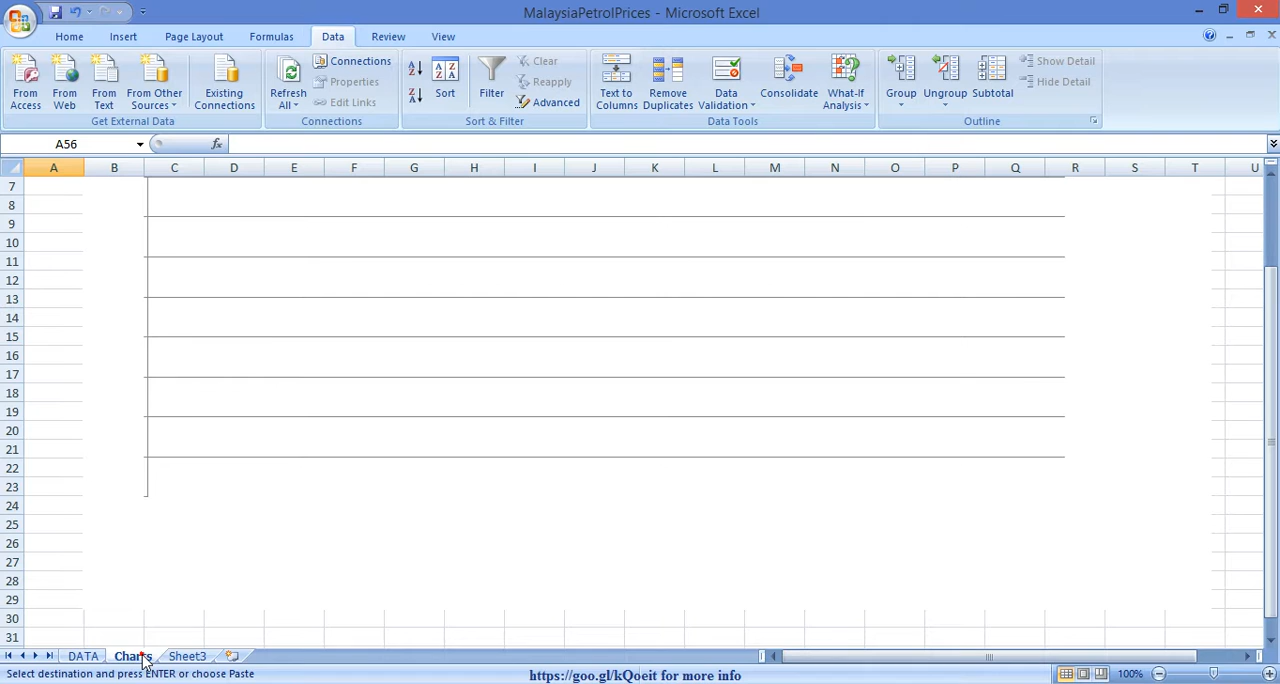 MalaysiaPetrolPrices - Microsoft Excel
Home Insert Page Layout Formulas Data Review View
From Access
From Web
From Text
From Other Sources
Existing Connections
Get External Data
Refresh All
Connections
Properties
Edit Links
Connections
Sort
Filter
Clear
Reapply
Advanced
Sort & Filter
Text to Columns
Remove Duplicates
Data Validation
Consolidate
What-If Analysis
Data Tools
Group
Ungroup
Subtotal
Show Detail
Hide Detail
Outline
A56 fx
A B C D E F G H I J K L M N O P Q R S T U
7
8
9
10
11
12
13
14
15
16
17
18
19
20
21
22
23
24
25
26
27
28
29
30
31
DATA Charts Sheet3
Select destination and press ENTER or choose Paste https://goo.gl/kQoeit for more info 100%